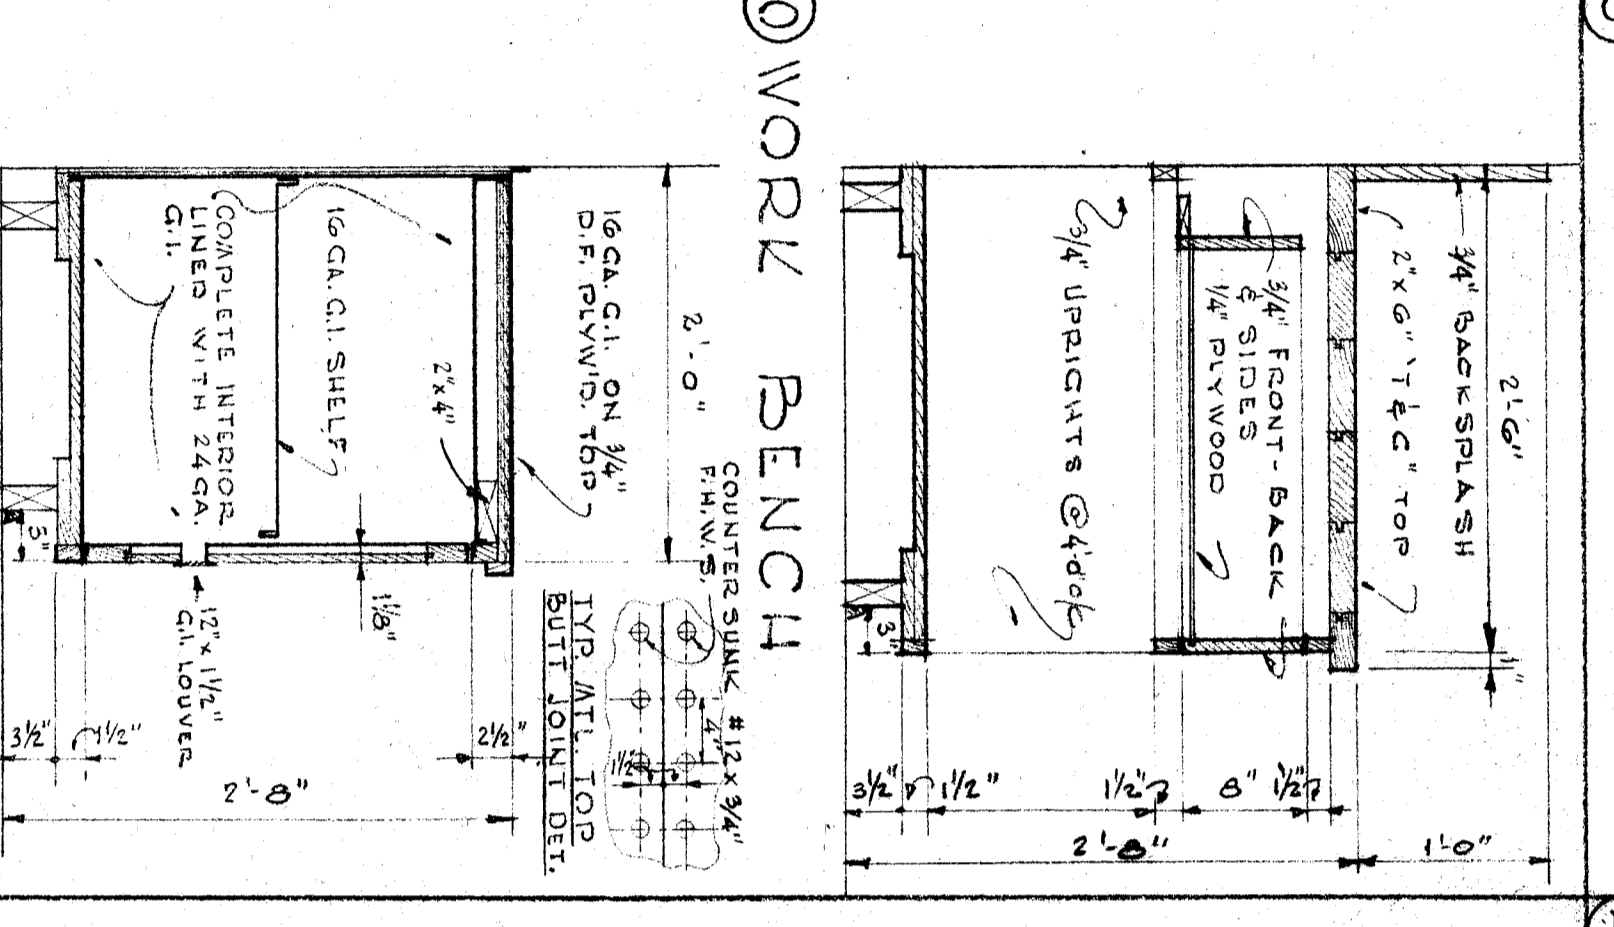 2'-6"
1"
3/4" BACKSPLASH
2"x6" "T&G" TOP
3/4" FRONT-BACK
& SIDES
1/4" PLYWOOD
3/4" UPRIGHTS @
3"
1'-0"
2'-8"
3 1/2"
1 1/2"
1 1/2"
8"
1 1/2"
WORK BENCH
COUNTERSUNK #12 x 3/4"
F.H.W.S.
4"
1 1/2"
TYP. MTL. TOP
BUTT JOINT DET.
2'-0"
16 GA. G.I. ON 3/4"
D.F. PLYW'D. TOP
2"x4"
16 GA. G.I. SHELF
COMPLETE INTERIOR
LINED WITH 24 GA.
G.I.
1 1/8"
12" x 1 1/2"
G.I. LOUVER
3"
2 1/2"
1 1/2"
3 1/2"
2'-8"